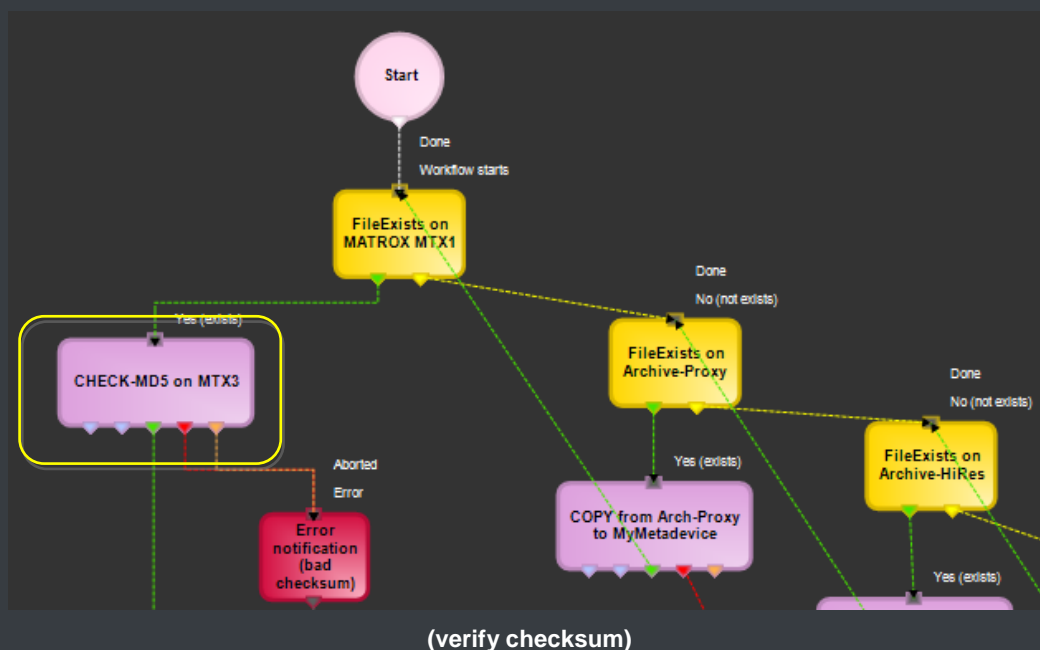 Start
Done
Workflow starts
FileExists on
MATROX MTX1
Done
No (not exists)
Yes (exists)
FileExists on
Archive-Proxy
CHECK-MD5 on MTX3
Done
No (not exists)
FileExists on
Archive-HiRes
Yes (exists)
Aborted
Error
COPY from Arch-Proxy
to MyMetadevice
Error
notification
(bad
checksum)
Yes (exists)
(verify checksum)